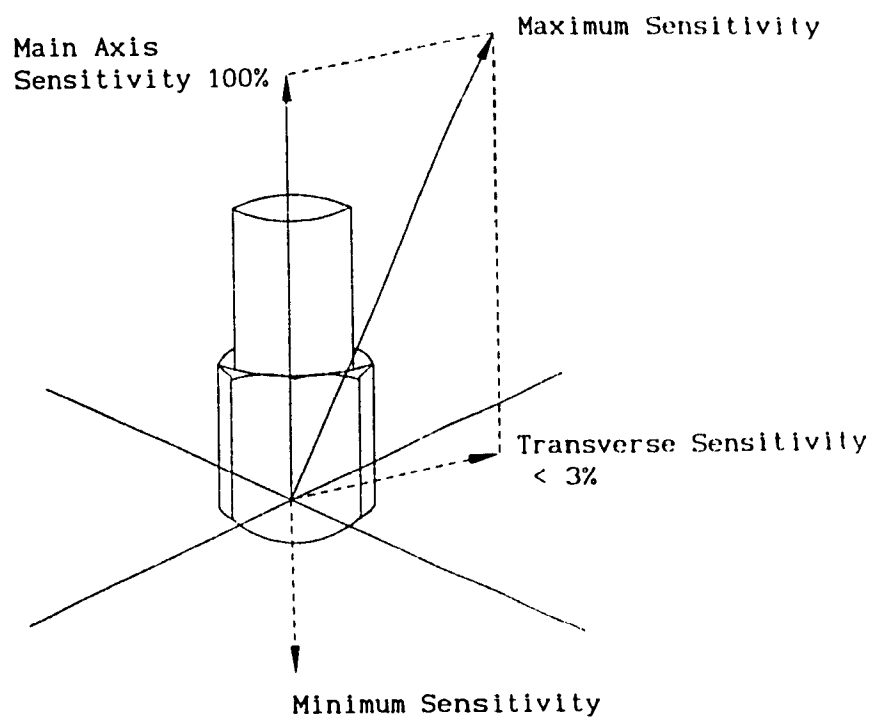 Main Axis
Sensitivity 100%
Maximum Sensitivity
Transverse Sensitivity
< 3%
Minimum Sensitivity